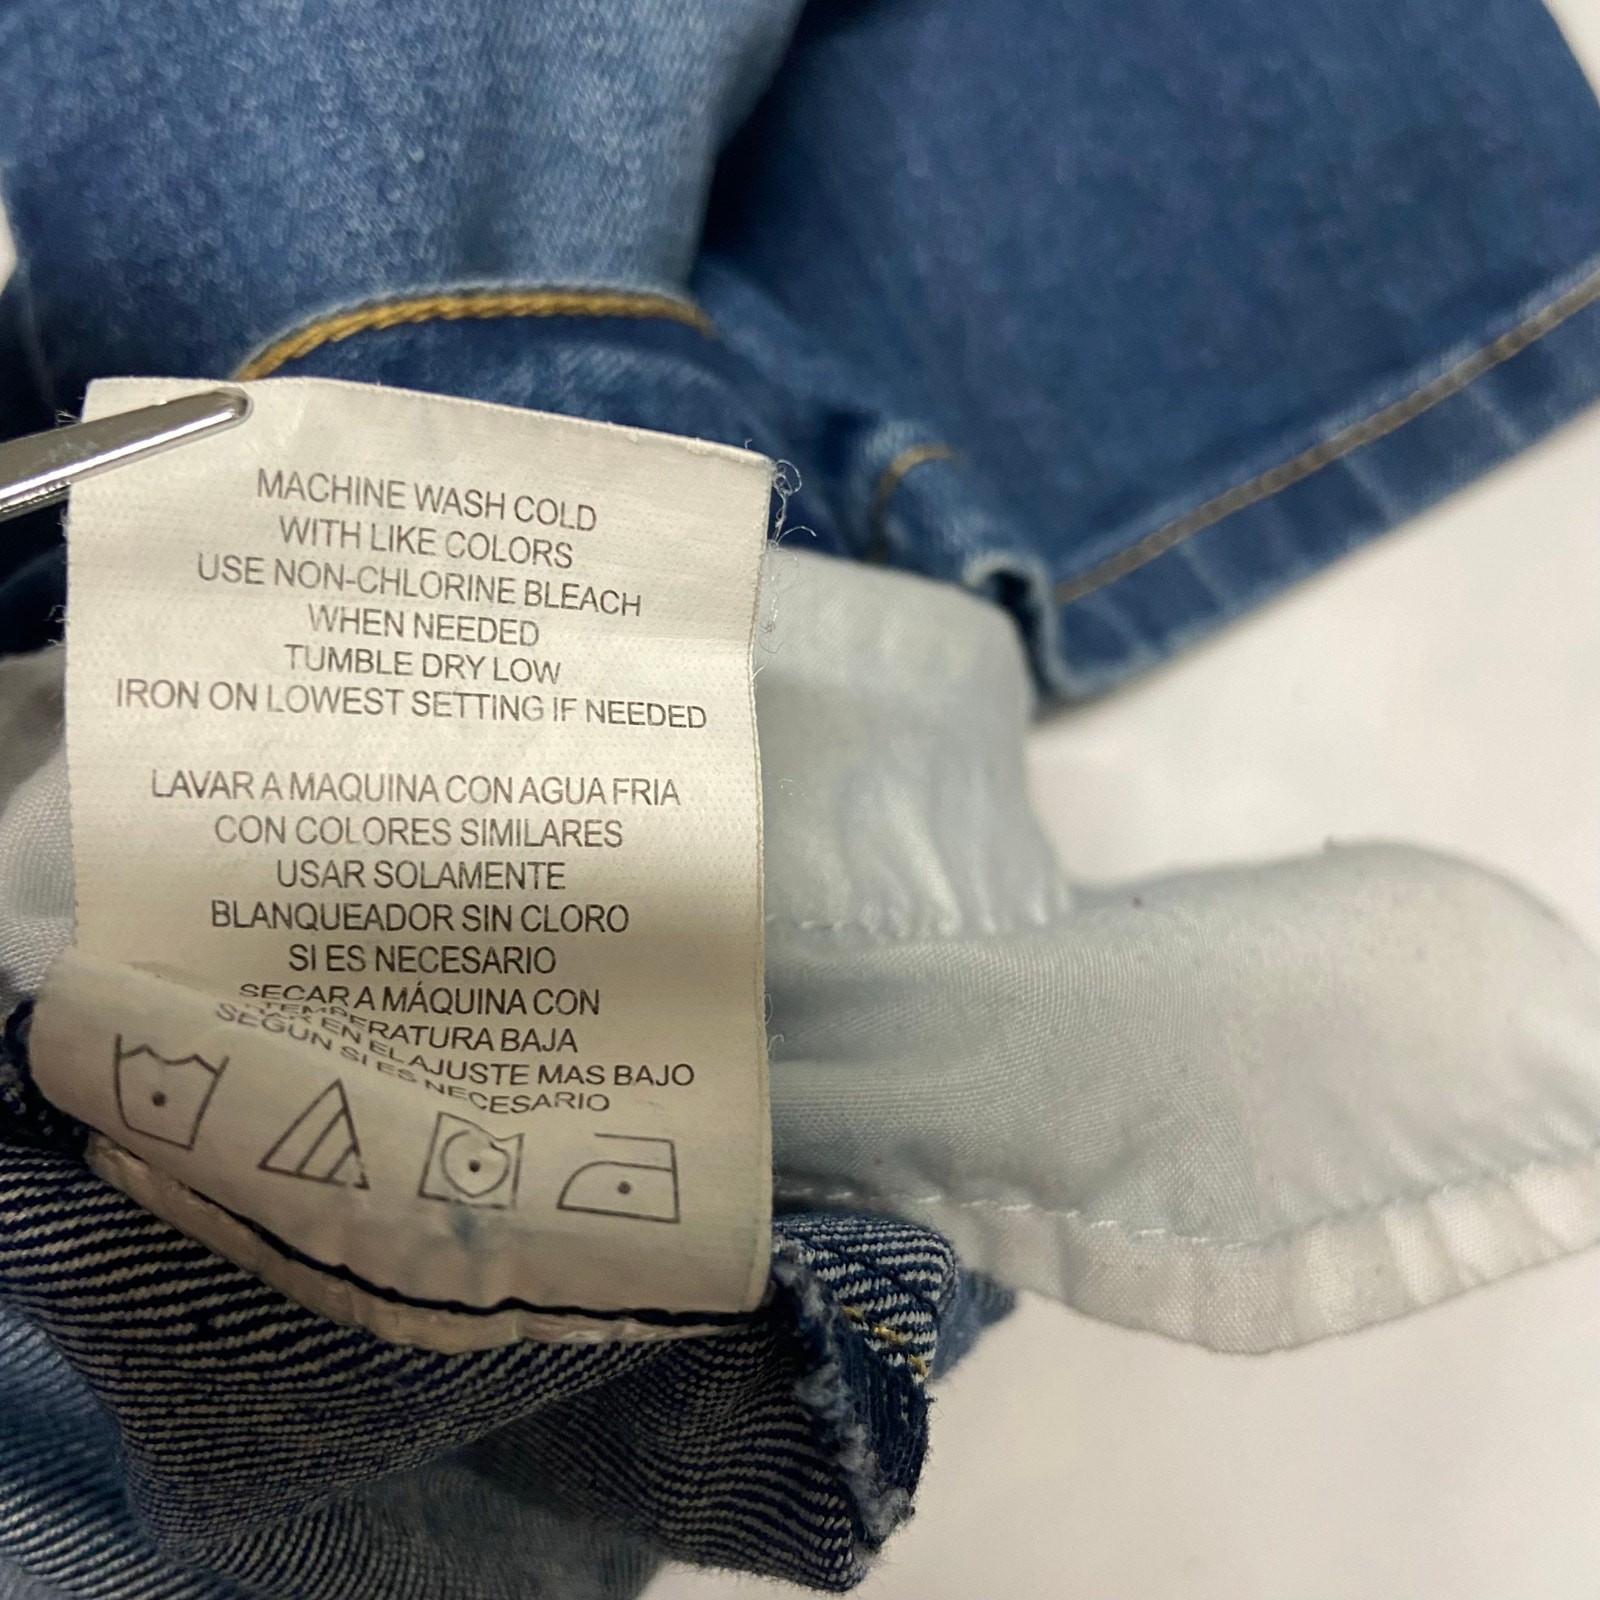 MACHINE WASH COLD
WITH LIKE COLORS
USE NON-CHLORINE BLEACH
WHEN NEEDED
TUMBLE DRY LOW
IRON ON LOWEST SETTING IF NEEDED
LAVAR A MAQUINA CON AGUA FRIA
CON COLORES SIMILARES
USAR SOLAMENTE
BLANQUEADOR SIN CLORO
SI ES NECESARIO
SECAR A MÁQUINA CON
TEMPERATURA BAJA
EN EL AJUSTE MAS BAJO
SEGUN SI ES NECESARIO